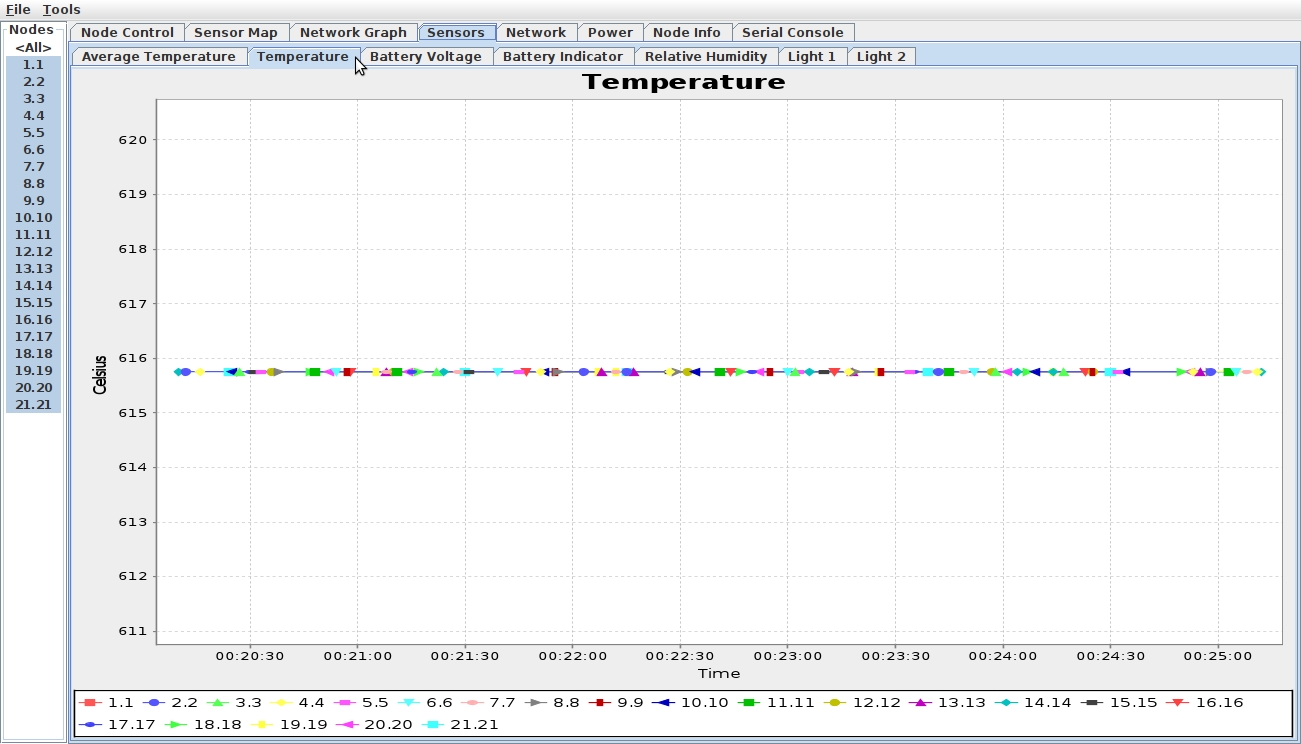 File Tools
Nodes
<All>
1.1
2.2
3.3
4.4
5.5
6.6
7.7
8.8
9.9
10.10
11.11
12.12
13.13
14.14
15.15
16.16
17.17
18.18
19.19
20.20
21.21
Node Control Sensor Map Network Graph Sensors Network Power Node Info Serial Console
Average Temperature Temperature Battery Voltage Battery Indicator Relative Humidity Light 1 Light 2
Temperature
Celsius
620
619
618
617
616
615
614
613
612
611
00:20:30 00:21:00 00:21:30 00:22:00 00:22:30 00:23:00 00:23:30 00:24:00 00:24:30 00:25:00
Time
1.1 2.2 3.3 4.4 5.5 6.6 7.7 8.8 9.9 10.10 11.11 12.12 13.13 14.14 15.15 16.16
17.17 18.18 19.19 20.20 21.21